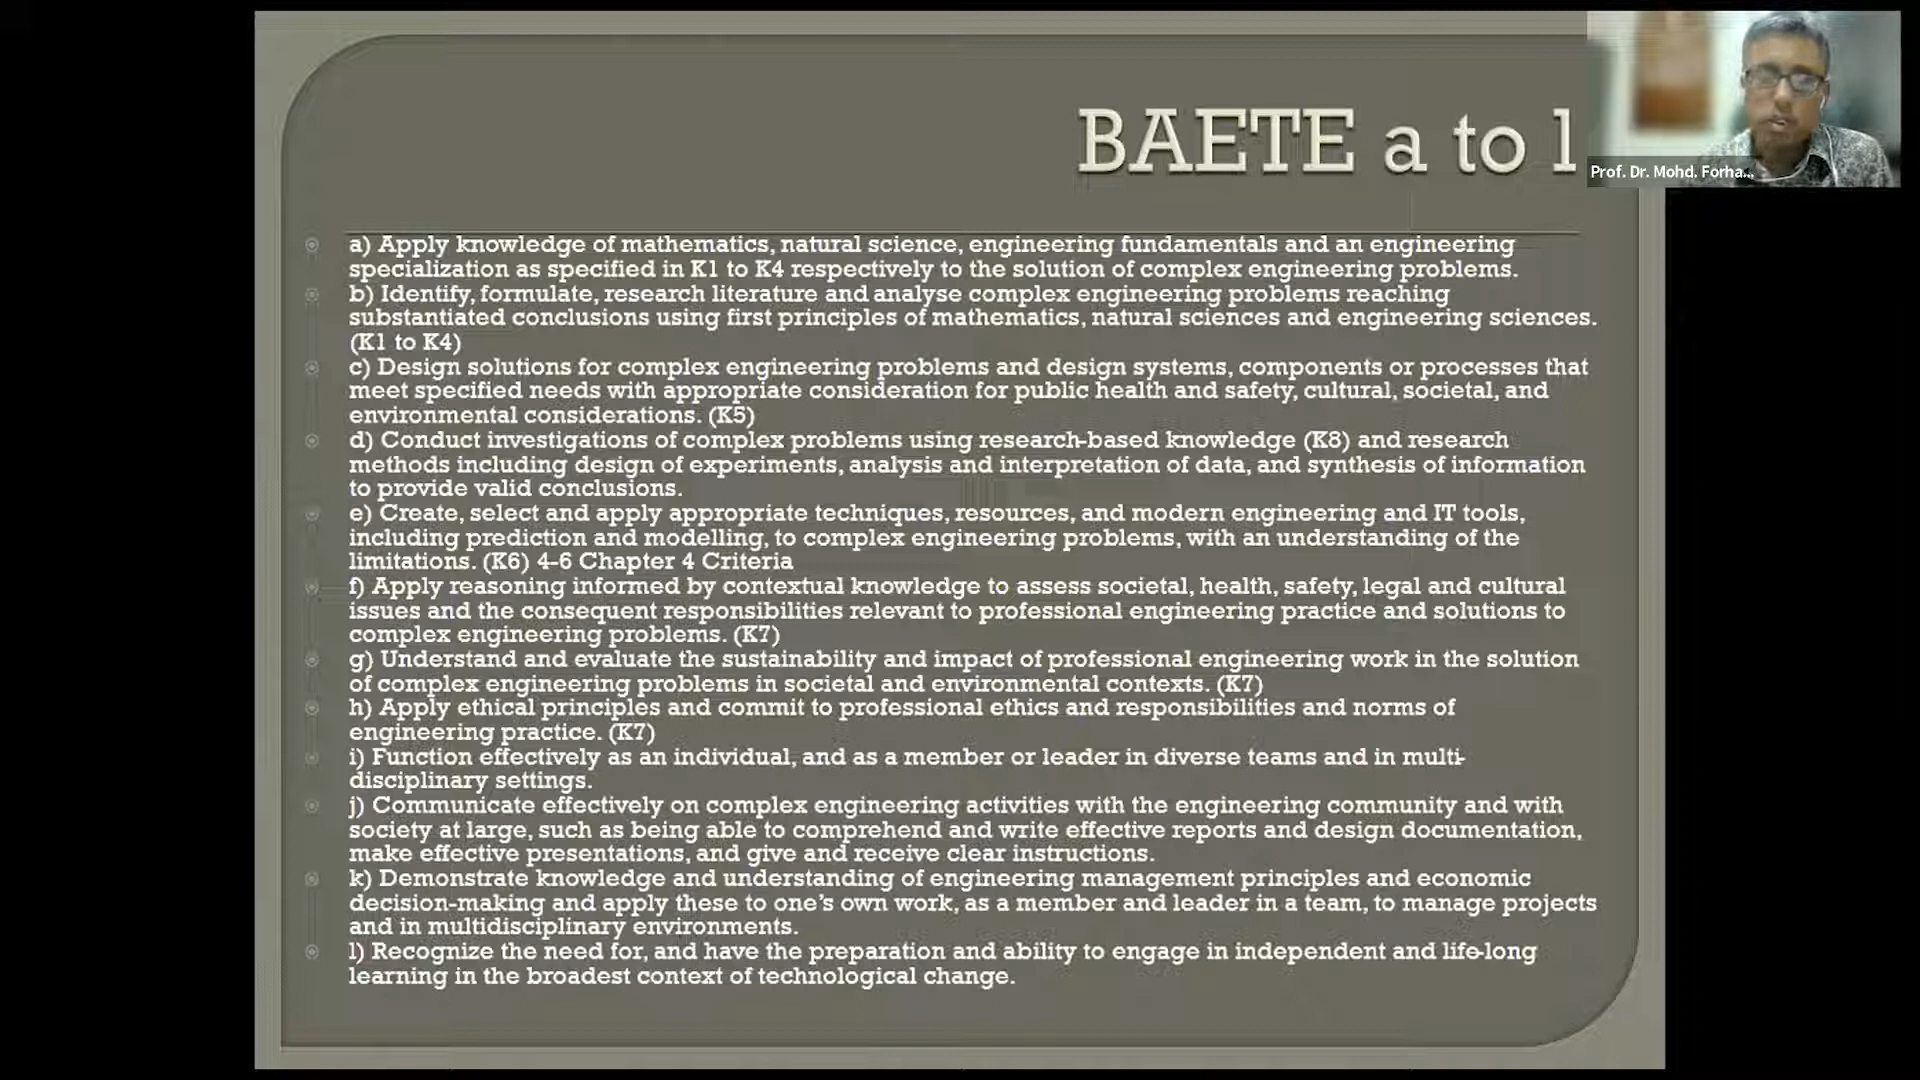 BAETE a to l
Prof. Dr. Mohd. Forha...
a) Apply knowledge of mathematics, natural science, engineering fundamentals and an engineering
specialization as specified in K1 to K4 respectively to the solution of complex engineering problems.
b) Identify, formulate, research literature and analyse complex engineering problems reaching
substantiated conclusions using first principles of mathematics, natural sciences and engineering sciences.
(K1 to K4)
c) Design solutions for complex engineering problems and design systems, components or processes that
meet specified needs with appropriate consideration for public health and safety, cultural, societal, and
environmental considerations. (K5)
d) Conduct investigations of complex problems using research-based knowledge (K8) and research
methods including design of experiments, analysis and interpretation of data, and synthesis of information
to provide valid conclusions.
e) Create, select and apply appropriate techniques, resources, and modern engineering and IT tools,
including prediction and modelling, to complex engineering problems, with an understanding of the
limitations. (K6) 4-6 Chapter 4 Criteria
f) Apply reasoning informed by contextual knowledge to assess societal, health, safety, legal and cultural
issues and the consequent responsibilities relevant to professional engineering practice and solutions to
complex engineering problems. (K7)
g) Understand and evaluate the sustainability and impact of professional engineering work in the solution
of complex engineering problems in societal and environmental contexts. (K7)
h) Apply ethical principles and commit to professional ethics and responsibilities and norms of
engineering practice. (K7)
i) Function effectively as an individual, and as a member or leader in diverse teams and in multi-
disciplinary settings.
j) Communicate effectively on complex engineering activities with the engineering community and with
society at large, such as being able to comprehend and write effective reports and design documentation,
make effective presentations, and give and receive clear instructions.
k) Demonstrate knowledge and understanding of engineering management principles and economic
decision-making and apply these to one’s own work, as a member and leader in a team, to manage projects
and in multidisciplinary environments.
l) Recognize the need for, and have the preparation and ability to engage in independent and life-long
learning in the broadest context of technological change.